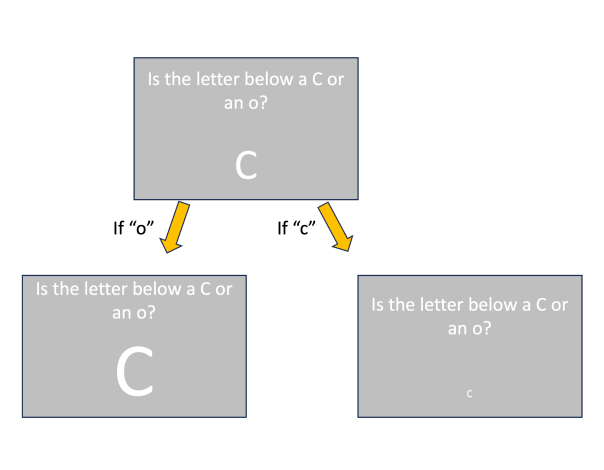 Is the letter below a C or
an o?
C
If “o”
If “c”
Is the letter below a C or
an o?
C
Is the letter below a C or
an o?
c